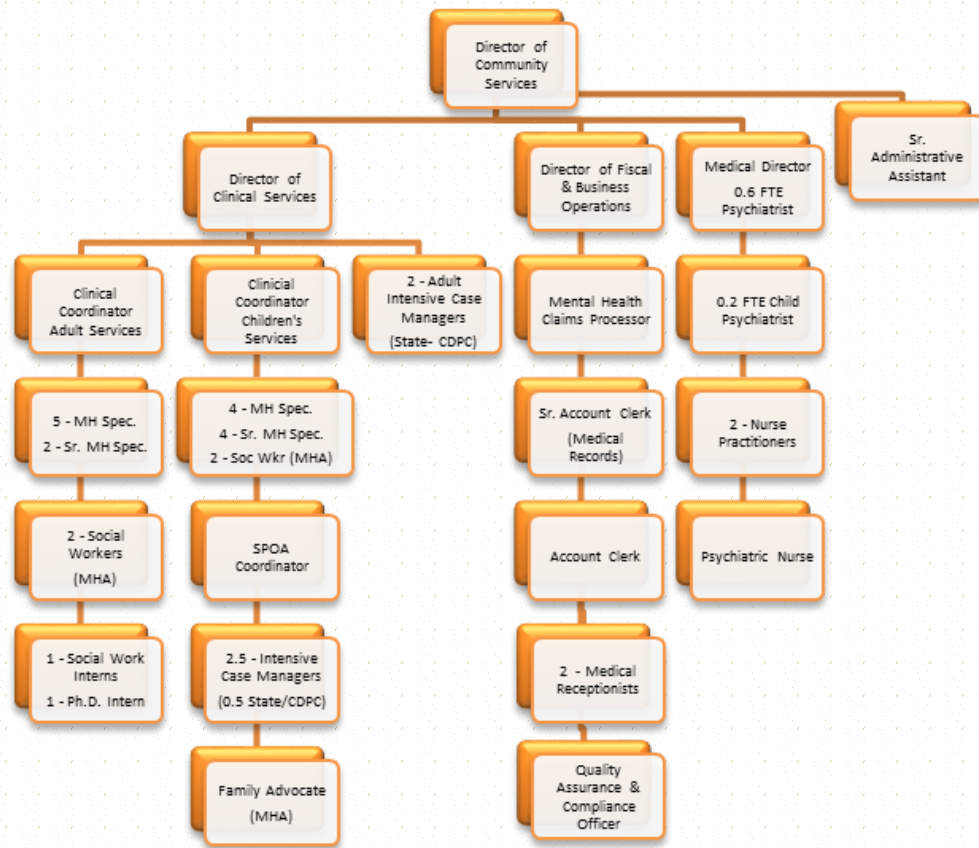 Director of
Community
Services
Sr.
Administrative
Assistant
Director of
Clinical Services
Director of Fiscal
& Business
Operations
Medical Director
0.6 FTE
Psychiatrist
Clinical
Coordinator
Adult Services
Clinicial
Coordinator
Children's
Services
2 - Adult
Intensive Case
Managers
(State- CDPC)
Mental Health
Claims Processor
0.2 FTE Child
Psychiatrist
5 - MH Spec.
2 - Sr. MH Spec.
4 - MH Spec.
4 - Sr. MH Spec.
2 - Soc Wkr (MHA)
Sr. Account Clerk
(Medical
Records)
2 - Nurse
Practitioners
2 - Social
Workers
(MHA)
SPOA
Coordinator
Account Clerk
Psychiatric Nurse
1 - Social Work
Interns
1 - Ph.D. Intern
2.5 - Intensive
Case Managers
(0.5 State/CDPC)
2 - Medical
Receptionists
Family Advocate
(MHA)
Quality
Assurance &
Compliance
Officer